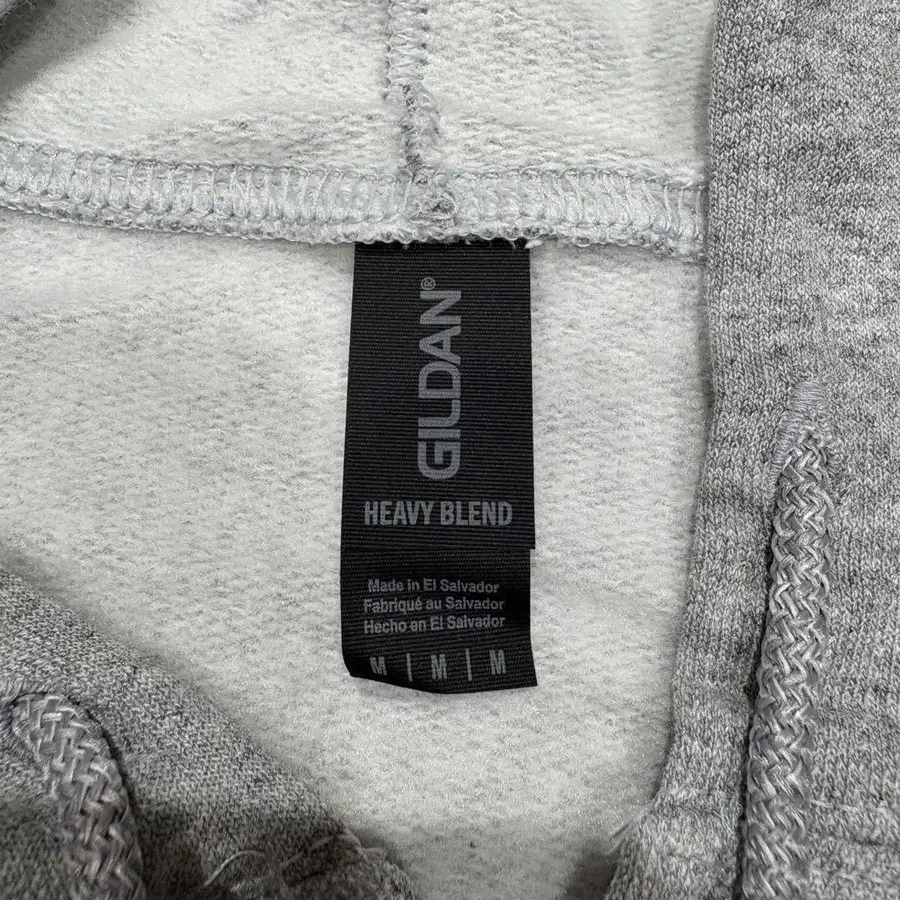 GILDAN®
HEAVY BLEND
Made in El Salvador
Fabriqué au Salvador
Hecho en El Salvador
M | M | M